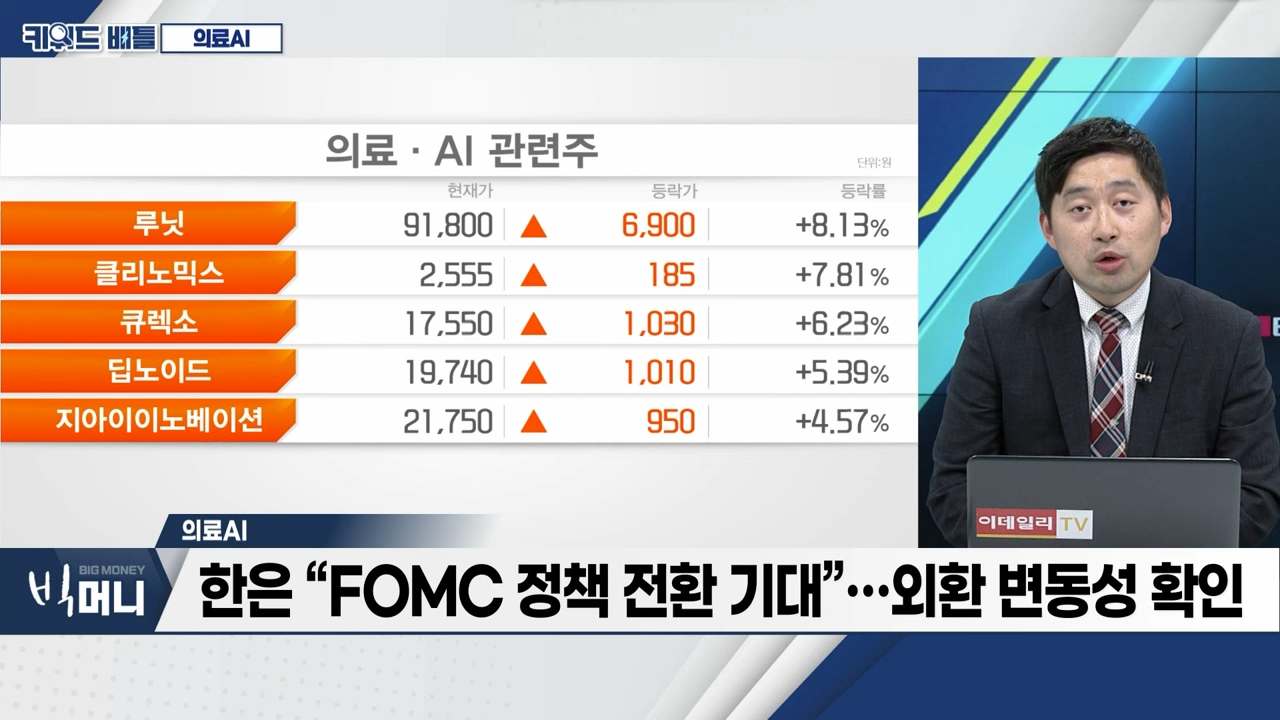 키워드 배틀 의료AI
의료·AI 관련주
단위:원
현재가 등락가 등락률
루닛 91,800 ▲ 6,900 +8.13%
클리노믹스 2,555 ▲ 185 +7.81%
큐렉소 17,550 ▲ 1,030 +6.23%
딥노이드 19,740 ▲ 1,010 +5.39%
지아이이노베이션 21,750 ▲ 950 +4.57%
이데일리 TV
의료AI
BIG MONEY
빅머니
한은 “FOMC 정책 전환 기대”…외환 변동성 확인